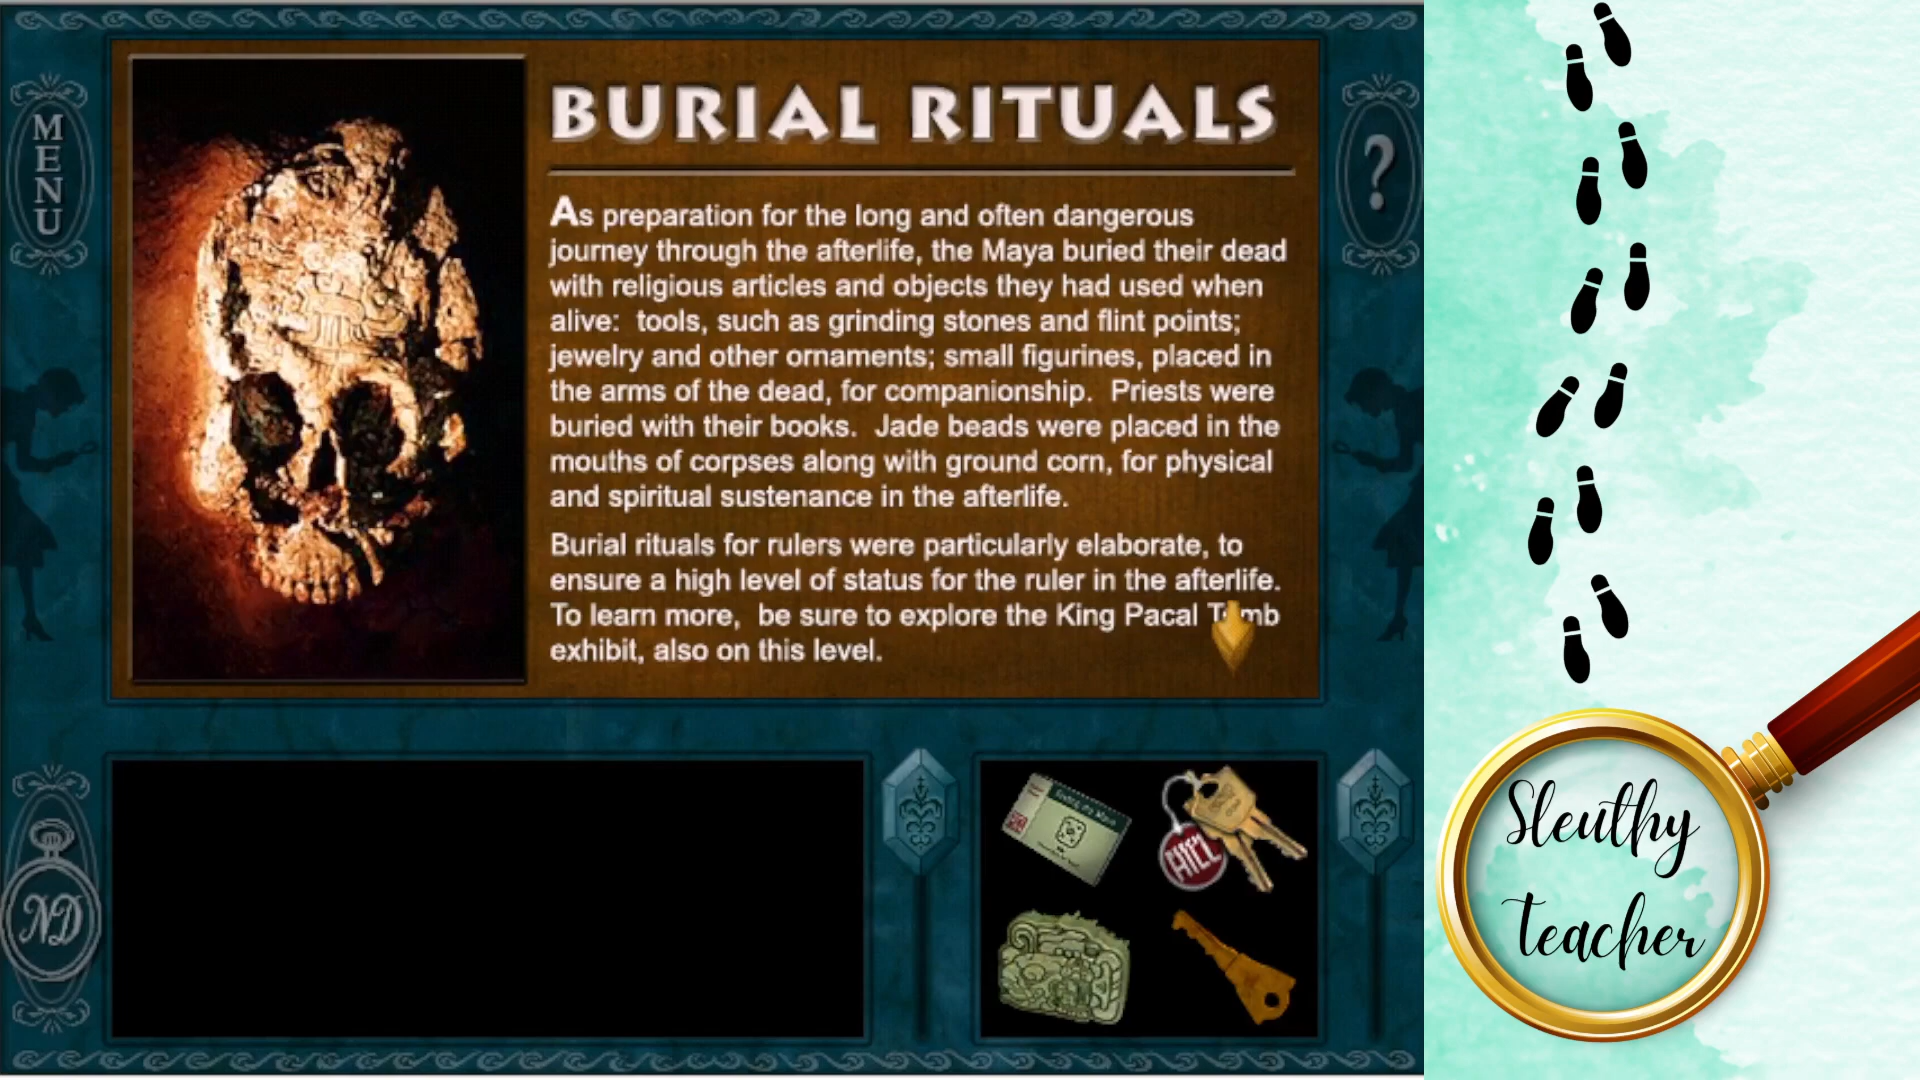 MENU
BURIAL RITUALS
?
As preparation for the long and often dangerous
journey through the afterlife, the Maya buried their dead
with religious articles and objects they had used when
alive:  tools, such as grinding stones and flint points;
jewelry and other ornaments; small figurines, placed in
the arms of the dead, for companionship.  Priests were
buried with their books.  Jade beads were placed in the
mouths of corpses along with ground corn, for physical
and spiritual sustenance in the afterlife.
Burial rituals for rulers were particularly elaborate, to
ensure a high level of status for the ruler in the afterlife.
To learn more,  be sure to explore the King Pacal Tomb
exhibit, also on this level.
ND
Sleuthy
Teacher